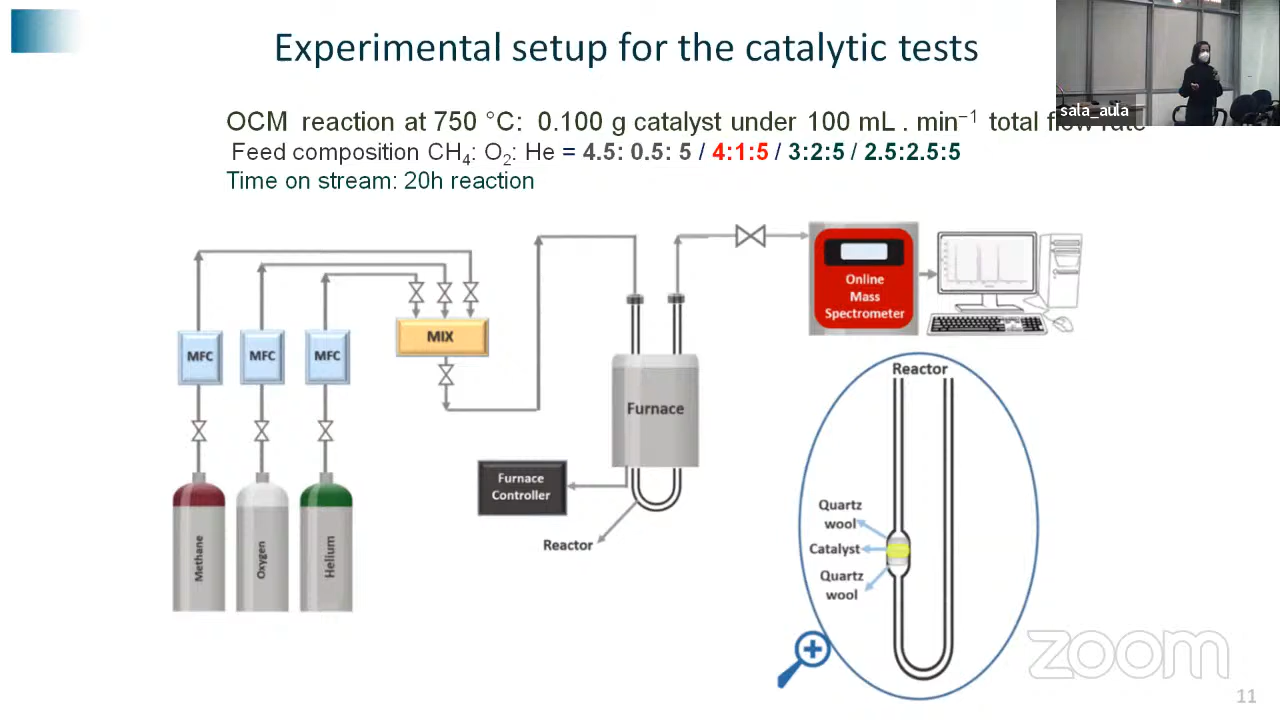 Experimental setup for the catalytic tests
sala_aula
OCM reaction at 750 °C: 0.100 g catalyst under 100 mL . min⁻¹ total flow rate
Feed composition CH₄: O₂: He = 4.5: 0.5: 5 / 4:1:5 / 3:2:5 / 2.5:2.5:5
Time on stream: 20h reaction
MFC
MFC
MFC
MIX
Furnace
Furnace
Controller
Reactor
Methane
Oxygen
Helium
Online
Mass
Spectrometer
Reactor
Quartz
wool
Catalyst
Quartz
wool
zoom
11